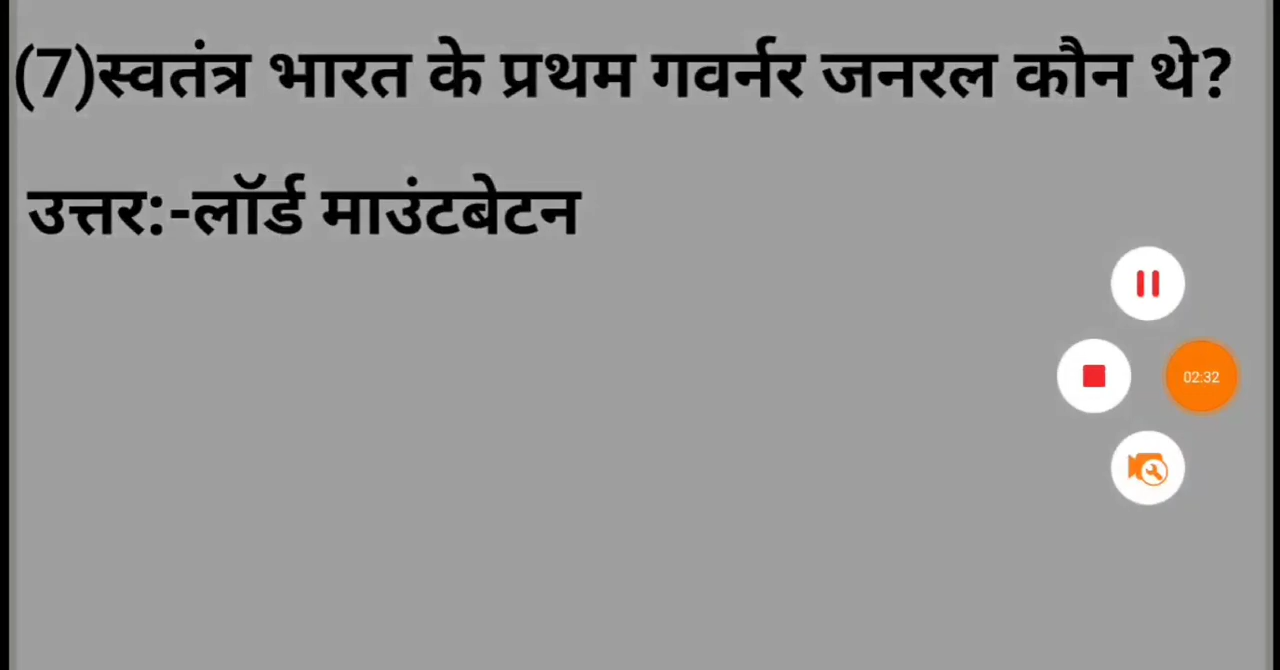 (7)स्वतंत्र भारत के प्रथम गवर्नर जनरल कौन थे?
उत्तर:-लॉर्ड माउंटबेटन
02:32